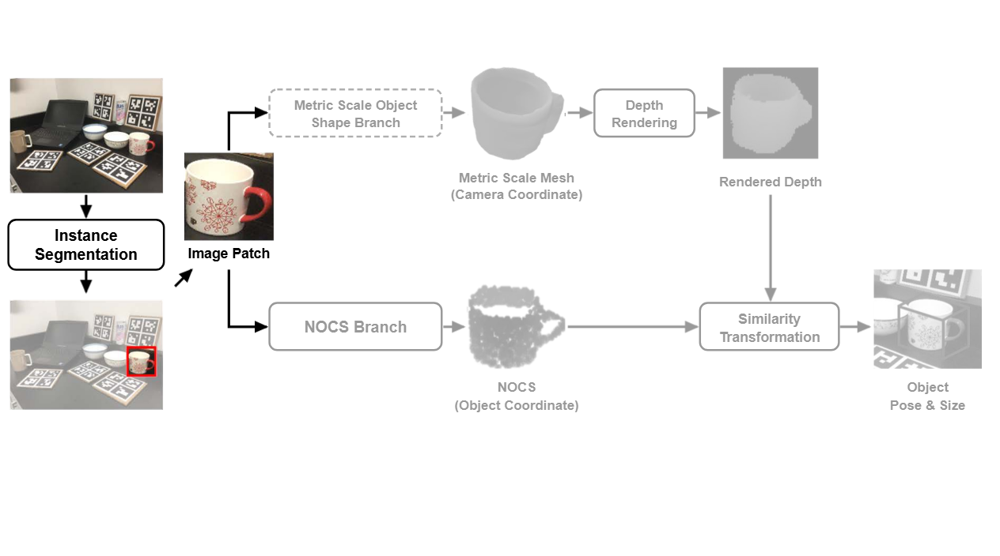 Instance
Segmentation
Image Patch
Metric Scale Object
Shape Branch
Metric Scale Mesh
(Camera Coordinate)
Depth
Rendering
Rendered Depth
NOCS Branch
NOCS
(Object Coordinate)
Similarity
Transformation
Object
Pose & Size